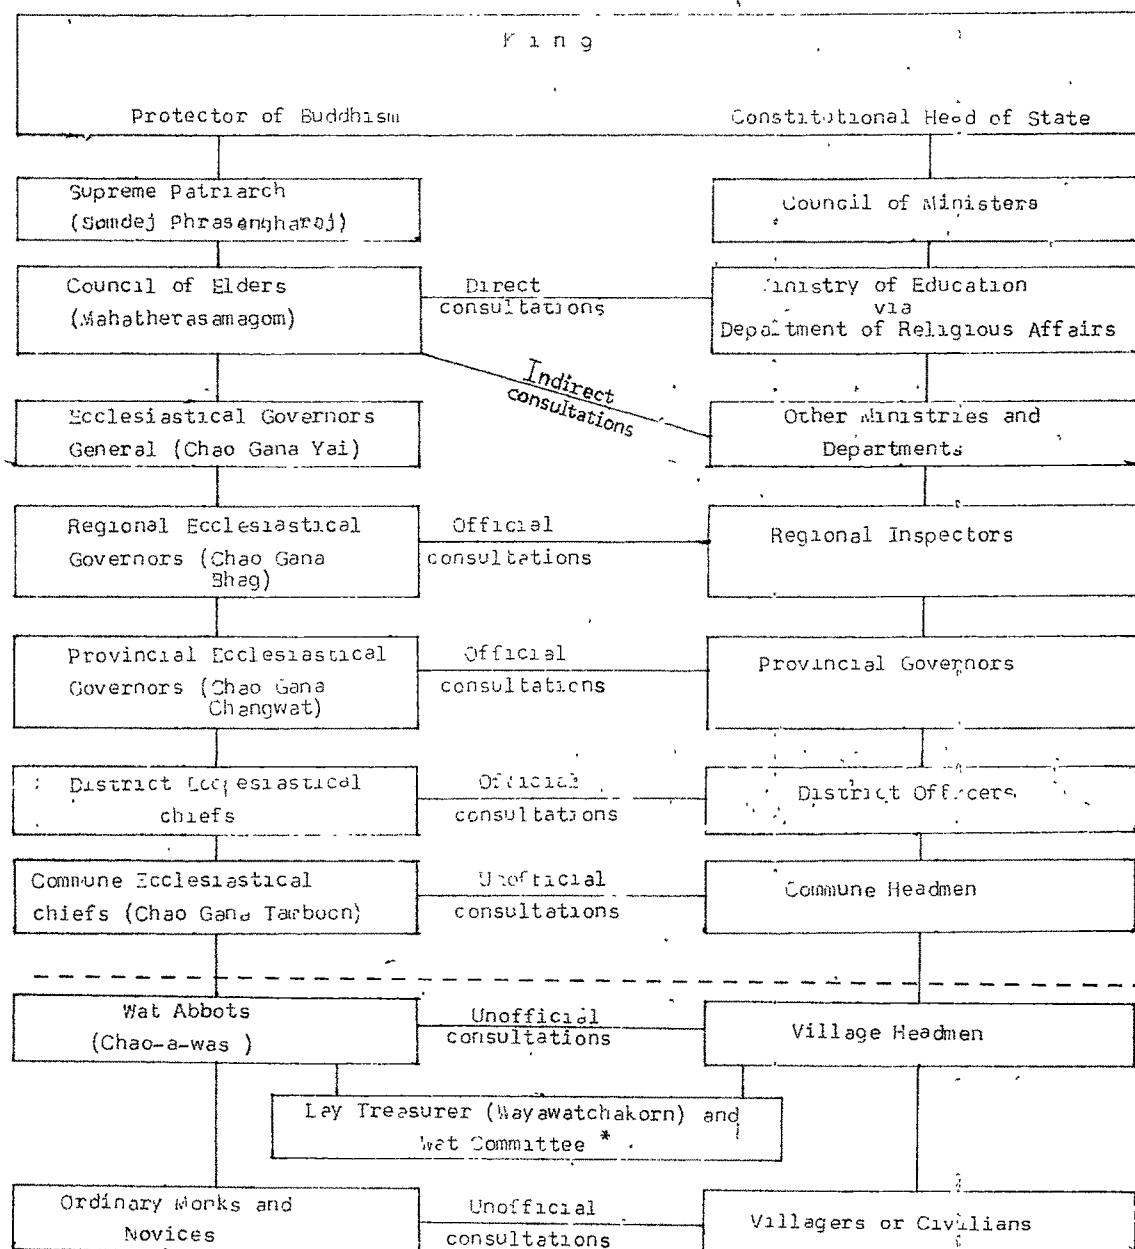 King
Protector of Buddhism Constitutional Head of State
Supreme Patriarch
(Somdej Phrasangharaj)
Council of Ministers
Council of Elders
(Mahatherasamagom)
Direct
consultations
Ministry of Education
via
Department of Religious Affairs
Indirect
consultations
Ecclesiastical Governors
General (Chao Gana Yai)
Other Ministries and
Departments
Regional Ecclesiastical
Governors (Chao Gana
Bhag)
Official
consultations
Regional Inspectors
Provincial Ecclesiastical
Governors (Chao Gana
Changwat)
Official
consultations
Provincial Governors
District Ecclesiastical
chiefs
Official
consultations
District Officers
Commune Ecclesiastical
chiefs (Chao Gana Tambon)
Unofficial
consultations
Commune Headmen
Wat Abbots
(Chao-a-was )
Unofficial
consultations
Village Headmen
Lay Treasurer (Wayawatchakorn) and
Wat Committee *
Ordinary Monks and
Novices
Unofficial
consultations
Villagers or Civilians